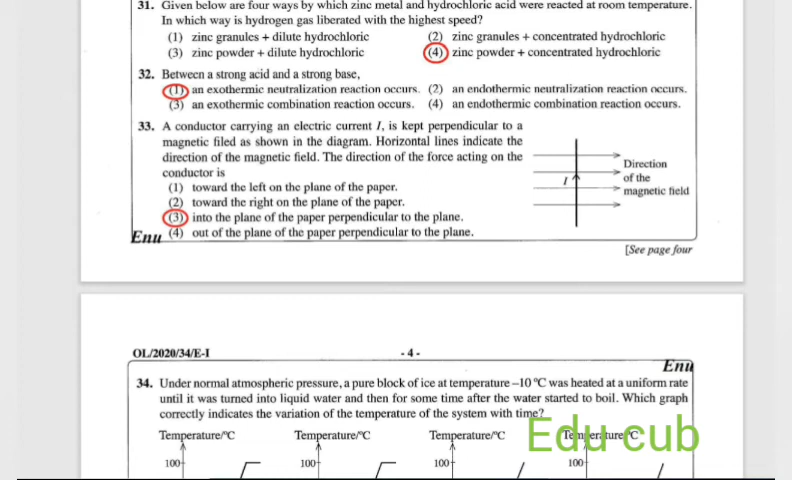 31. Given below are four ways by which zinc metal and hydrochloric acid were reacted at room temperature.
In which way is hydrogen gas liberated with the highest speed?
(1) zinc granules + dilute hydrochloric (2) zinc granules + concentrated hydrochloric
(3) zinc powder + dilute hydrochloric (4) zinc powder + concentrated hydrochloric
32. Between a strong acid and a strong base,
(1) an exothermic neutralization reaction occurs. (2) an endothermic neutralization reaction occurs.
(3) an exothermic combination reaction occurs. (4) an endothermic combination reaction occurs.
33. A conductor carrying an electric current I, is kept perpendicular to a
magnetic filed as shown in the diagram. Horizontal lines indicate the
direction of the magnetic field. The direction of the force acting on the
conductor is
(1) toward the left on the plane of the paper.
(2) toward the right on the plane of the paper.
(3) into the plane of the paper perpendicular to the plane.
(4) out of the plane of the paper perpendicular to the plane.
I
Direction
of the
magnetic field
Enu
[See page four
OL/2020/34/E-I - 4 -
Enu
34. Under normal atmospheric pressure, a pure block of ice at temperature –10 °C was heated at a uniform rate
until it was turned into liquid water and then for some time after the water started to boil. Which graph
correctly indicates the variation of the temperature of the system with time?
Temperature/°C Temperature/°C Temperature/°C Temperature/°C
Edu cub
100 100 100 100